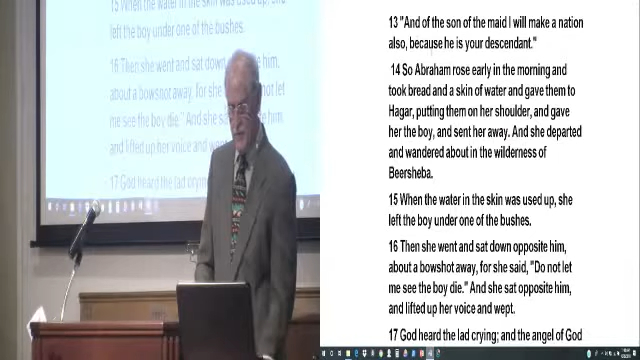 15 When the water in the skin was used up, she
left the boy under one of the bushes.
16 Then she went and sat down opposite him,
about a bowshot away, for she said, not let
me see the boy die." And she sat him,
and lifted up her voice and wept.
17 God heard the lad crying
13 "And of the son of the maid I will make a nation
also, because he is your descendant."
14 So Abraham rose early in the morning and
took bread and a skin of water and gave them to
Hagar, putting them on her shoulder, and gave
her the boy, and sent her away. And she departed
and wandered about in the wilderness of
Beersheba.
15 When the water in the skin was used up, she
left the boy under one of the bushes.
16 Then she went and sat down opposite him,
about a bowshot away, for she said, "Do not let
me see the boy die." And she sat opposite him,
and lifted up her voice and wept.
17 God heard the lad crying; and the angel of God